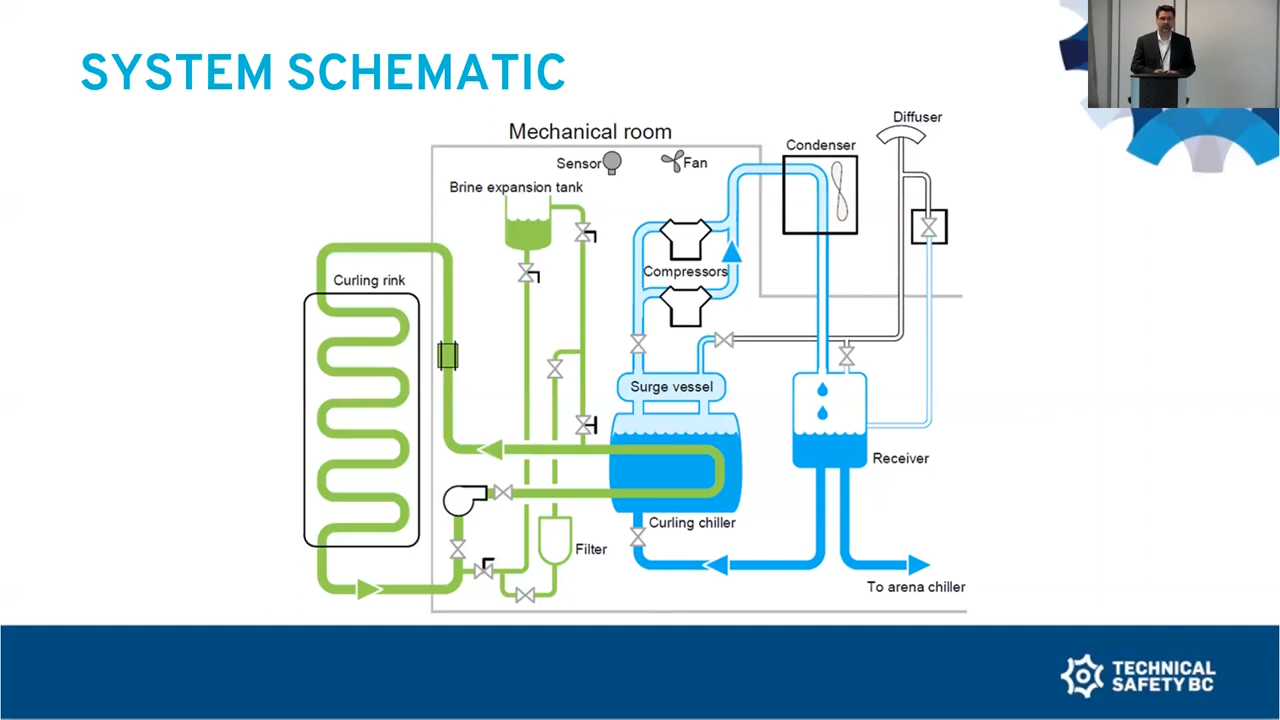 SYSTEM SCHEMATIC
Diffuser
Mechanical room
Condenser
Sensor
Fan
Brine expansion tank
Compressors
Curling rink
Surge vessel
Receiver
Curling chiller
Filter
To arena chiller
TECHNICAL
SAFETY BC